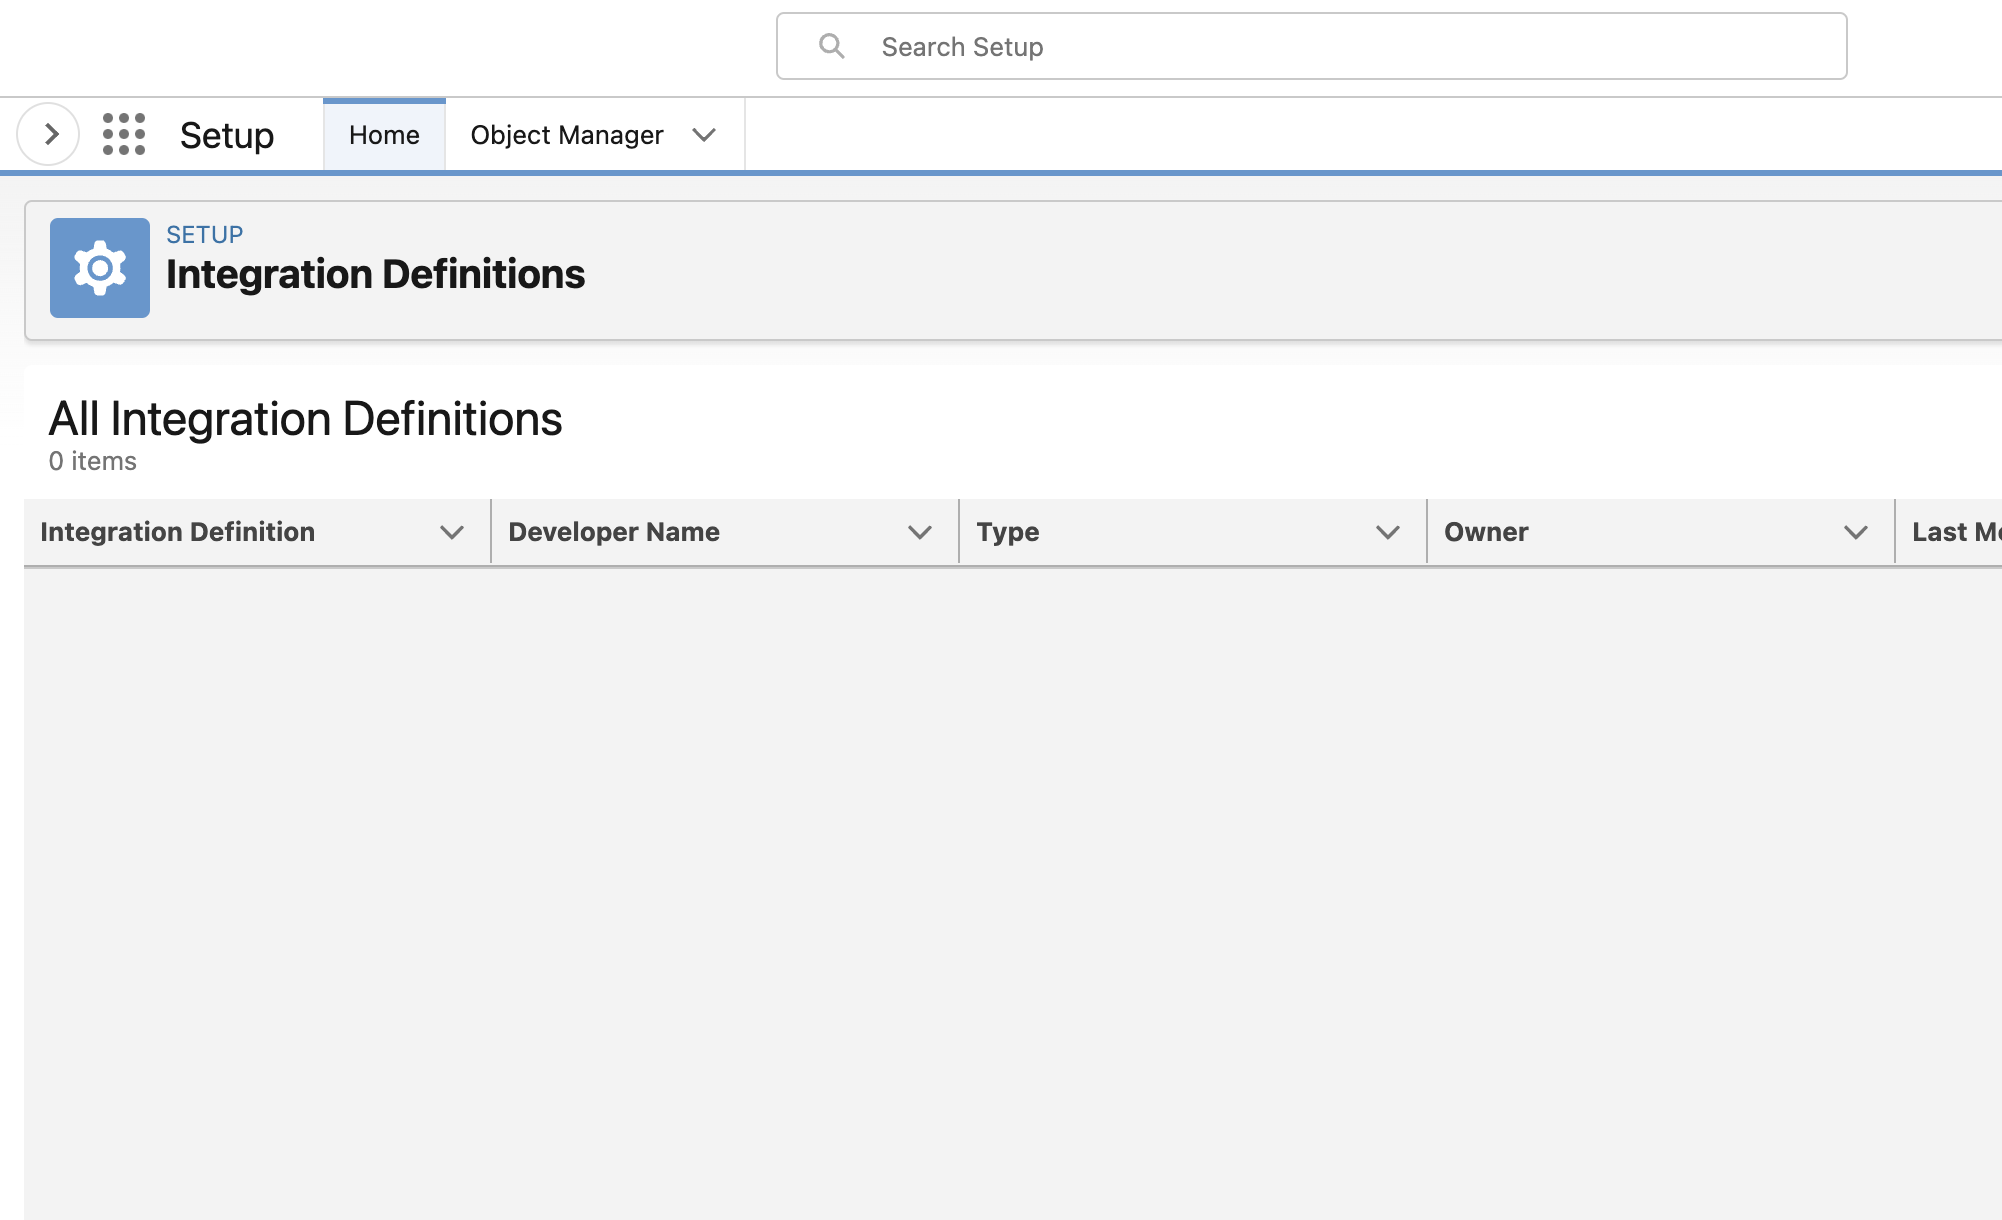 Search Setup
Setup
Home
Object Manager
SETUP
Integration Definitions
All Integration Definitions
0 items
Integration Definition
Developer Name
Type
Owner
Last